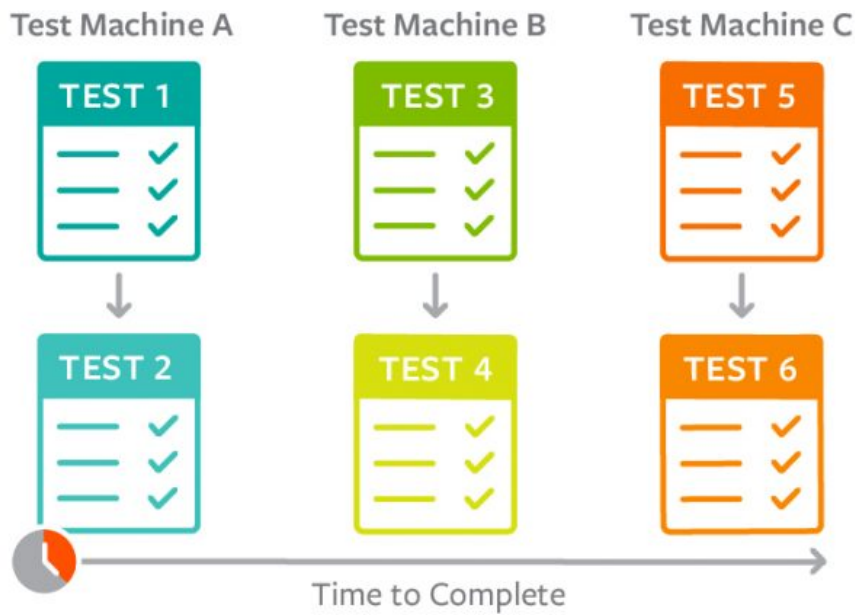 Test Machine A Test Machine B Test Machine C
TEST 1 TEST 3 TEST 5
TEST 2 TEST 4 TEST 6
Time to Complete